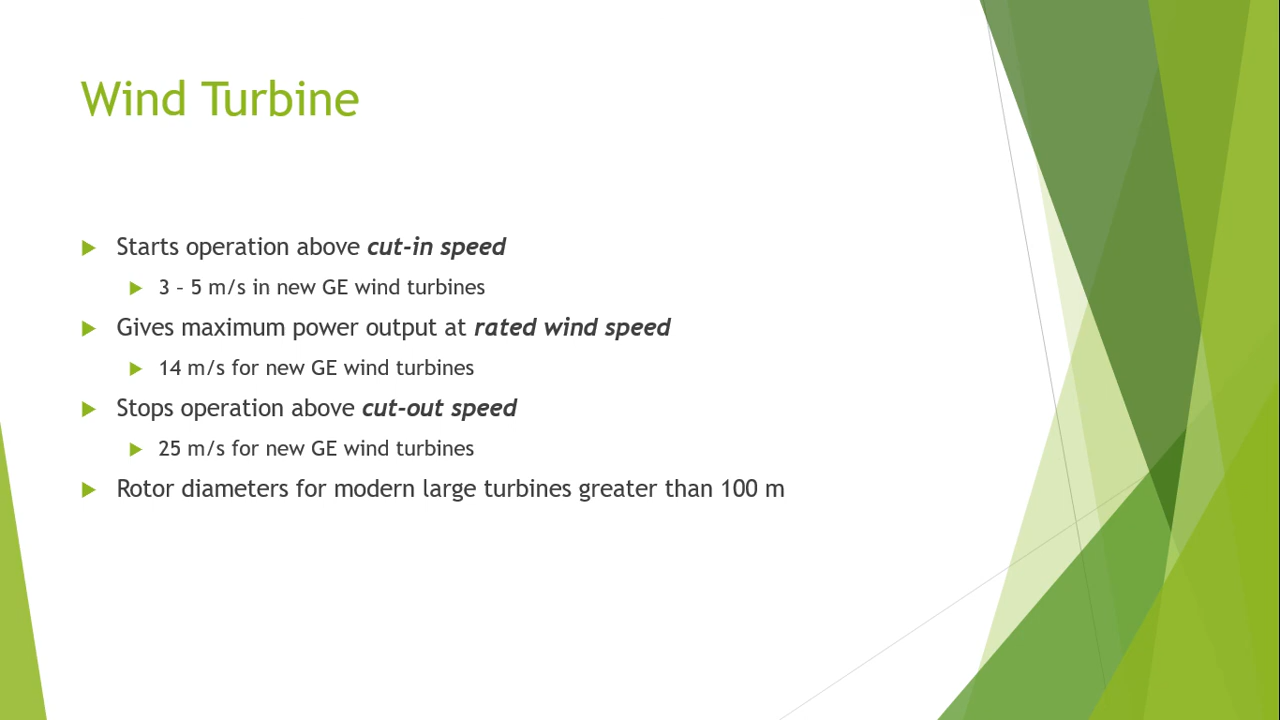 Wind Turbine
Starts operation above cut-in speed
3 – 5 m/s in new GE wind turbines
Gives maximum power output at rated wind speed
14 m/s for new GE wind turbines
Stops operation above cut-out speed
25 m/s for new GE wind turbines
Rotor diameters for modern large turbines greater than 100 m